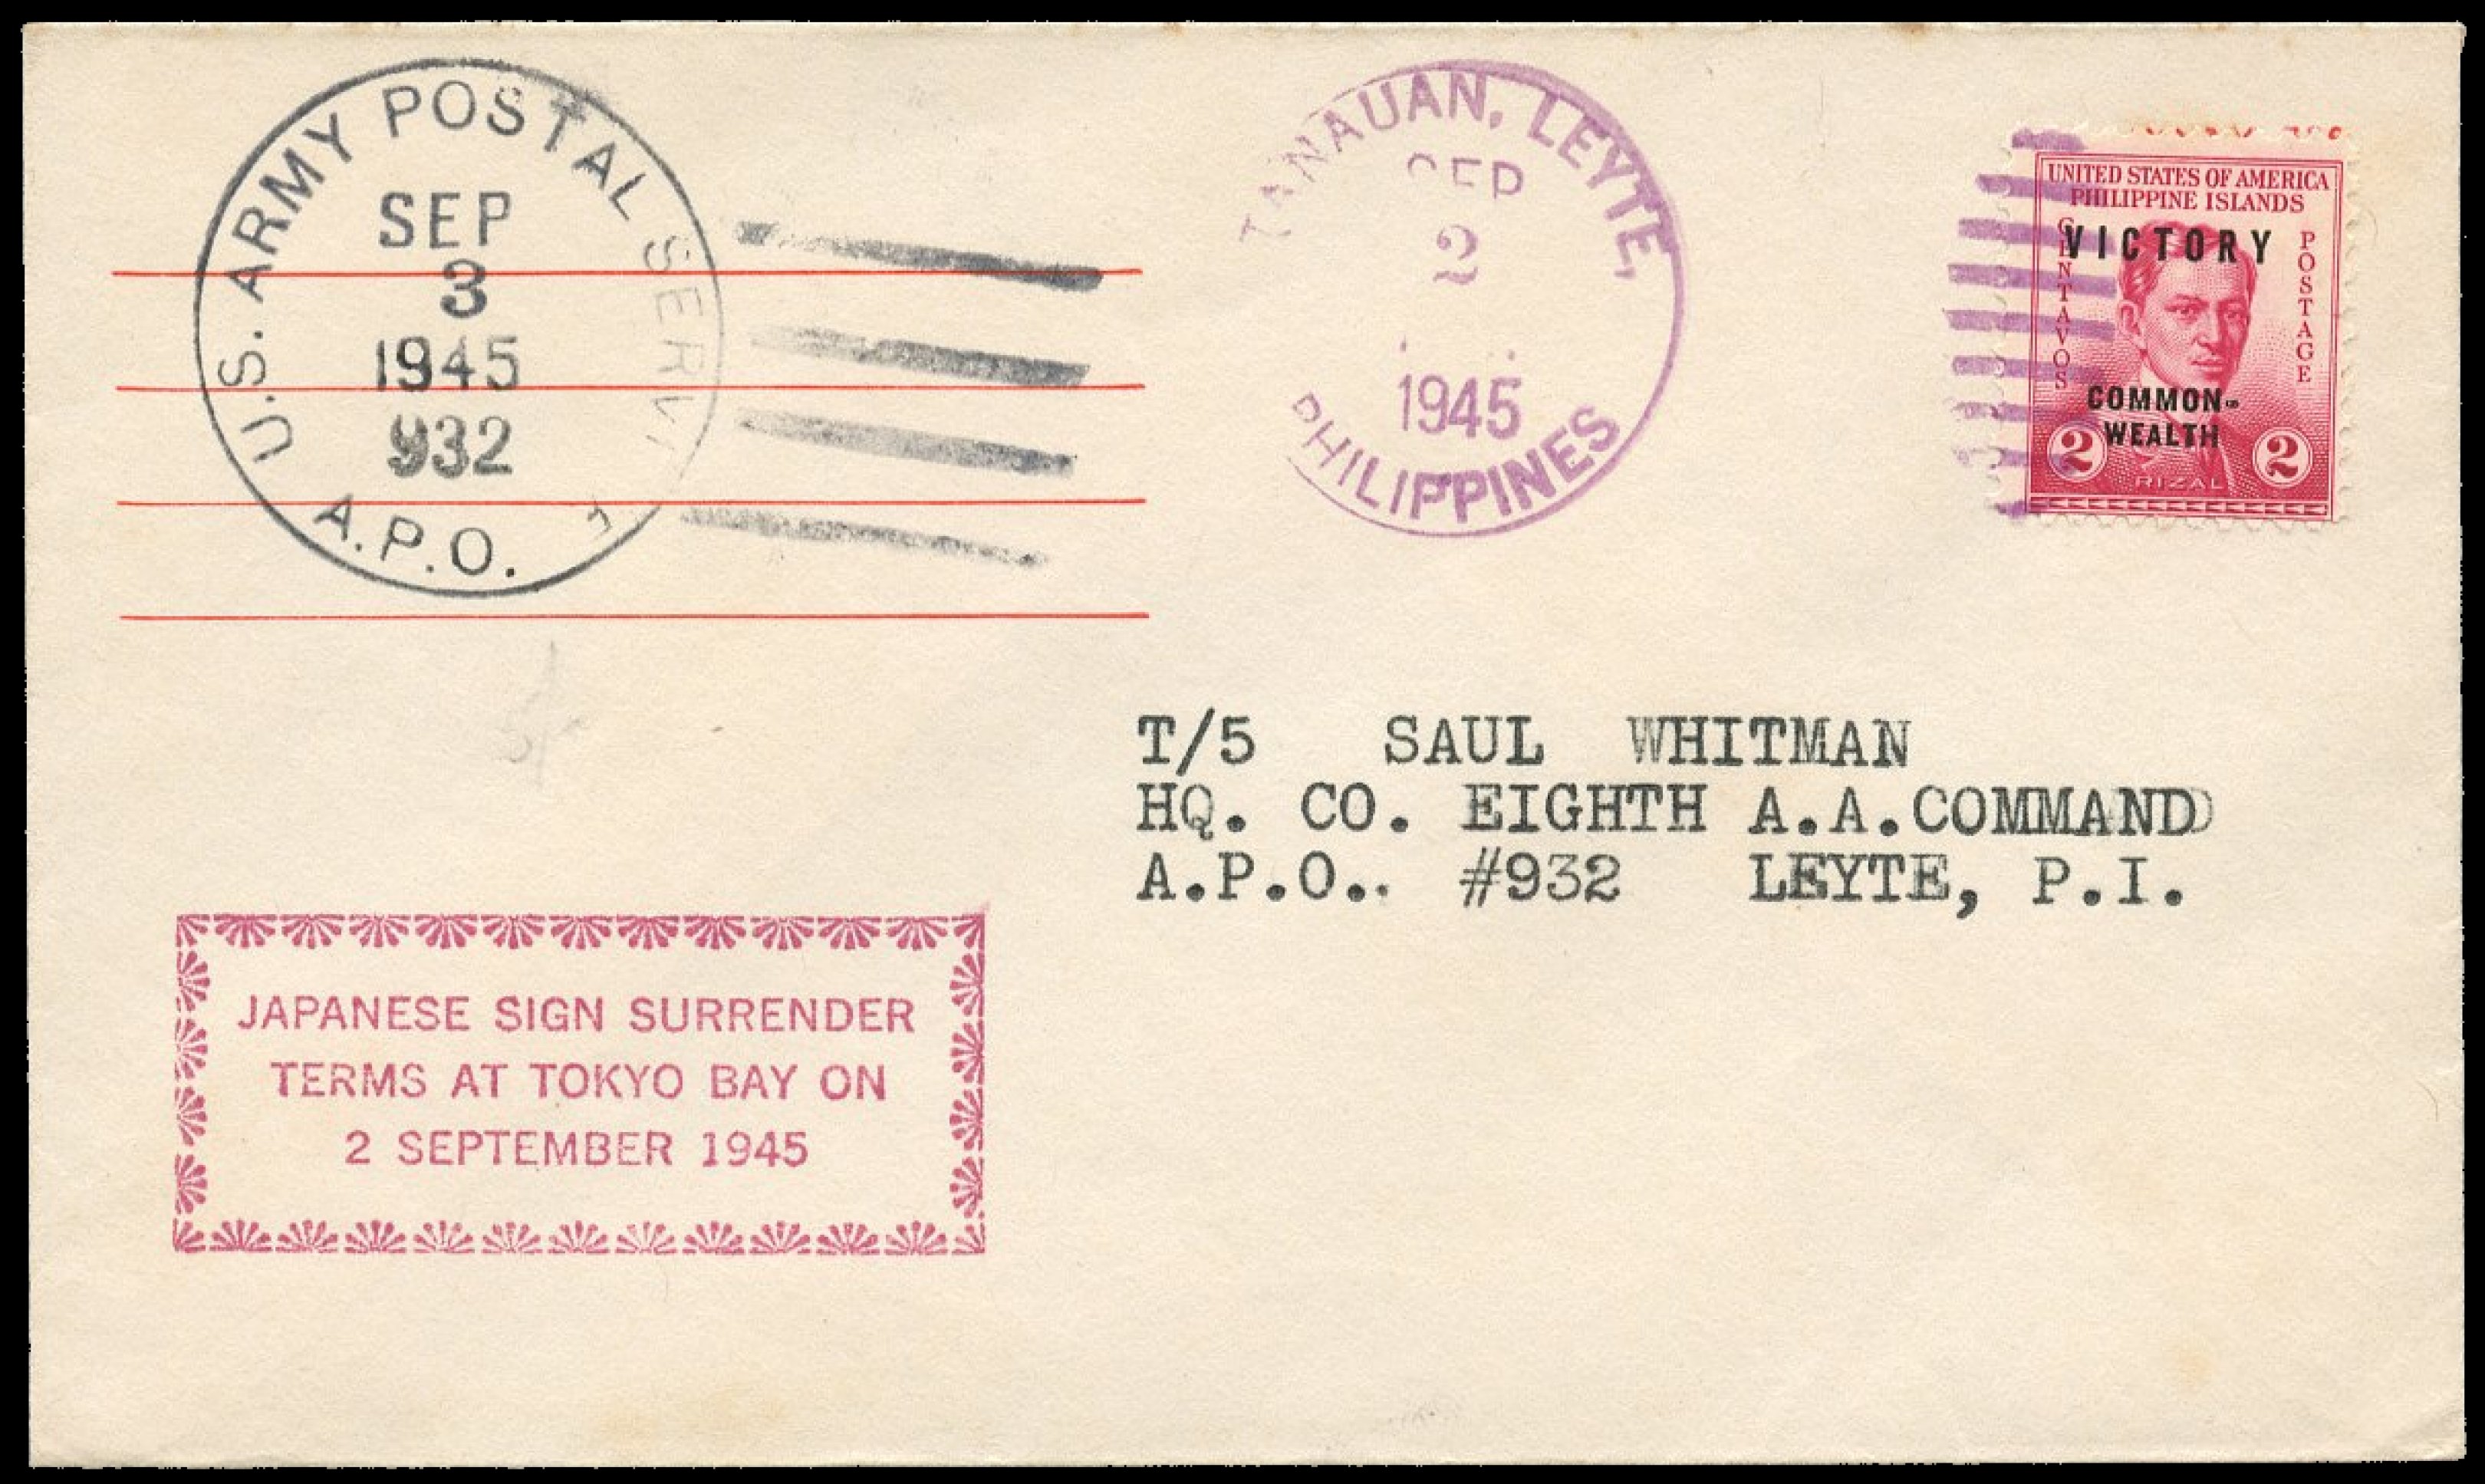 U.S. ARMY POSTAL
SEP
3
1945
932
A.P.O.
TANAUAN, LEYTE,
SEP
2
1945
PHILIPPINES
UNITED STATES OF AMERICA
PHILIPPINE ISLANDS
CENTAVOS
VICTORY
POSTAGE
COMMON-
WEALTH
2 2
RIZAL
T/5 SAUL WHITMAN
HQ. CO. EIGHTH A.A.COMMAND
A.P.O.. #932 LEYTE, P.I.
JAPANESE SIGN SURRENDER
TERMS AT TOKYO BAY ON
2 SEPTEMBER 1945